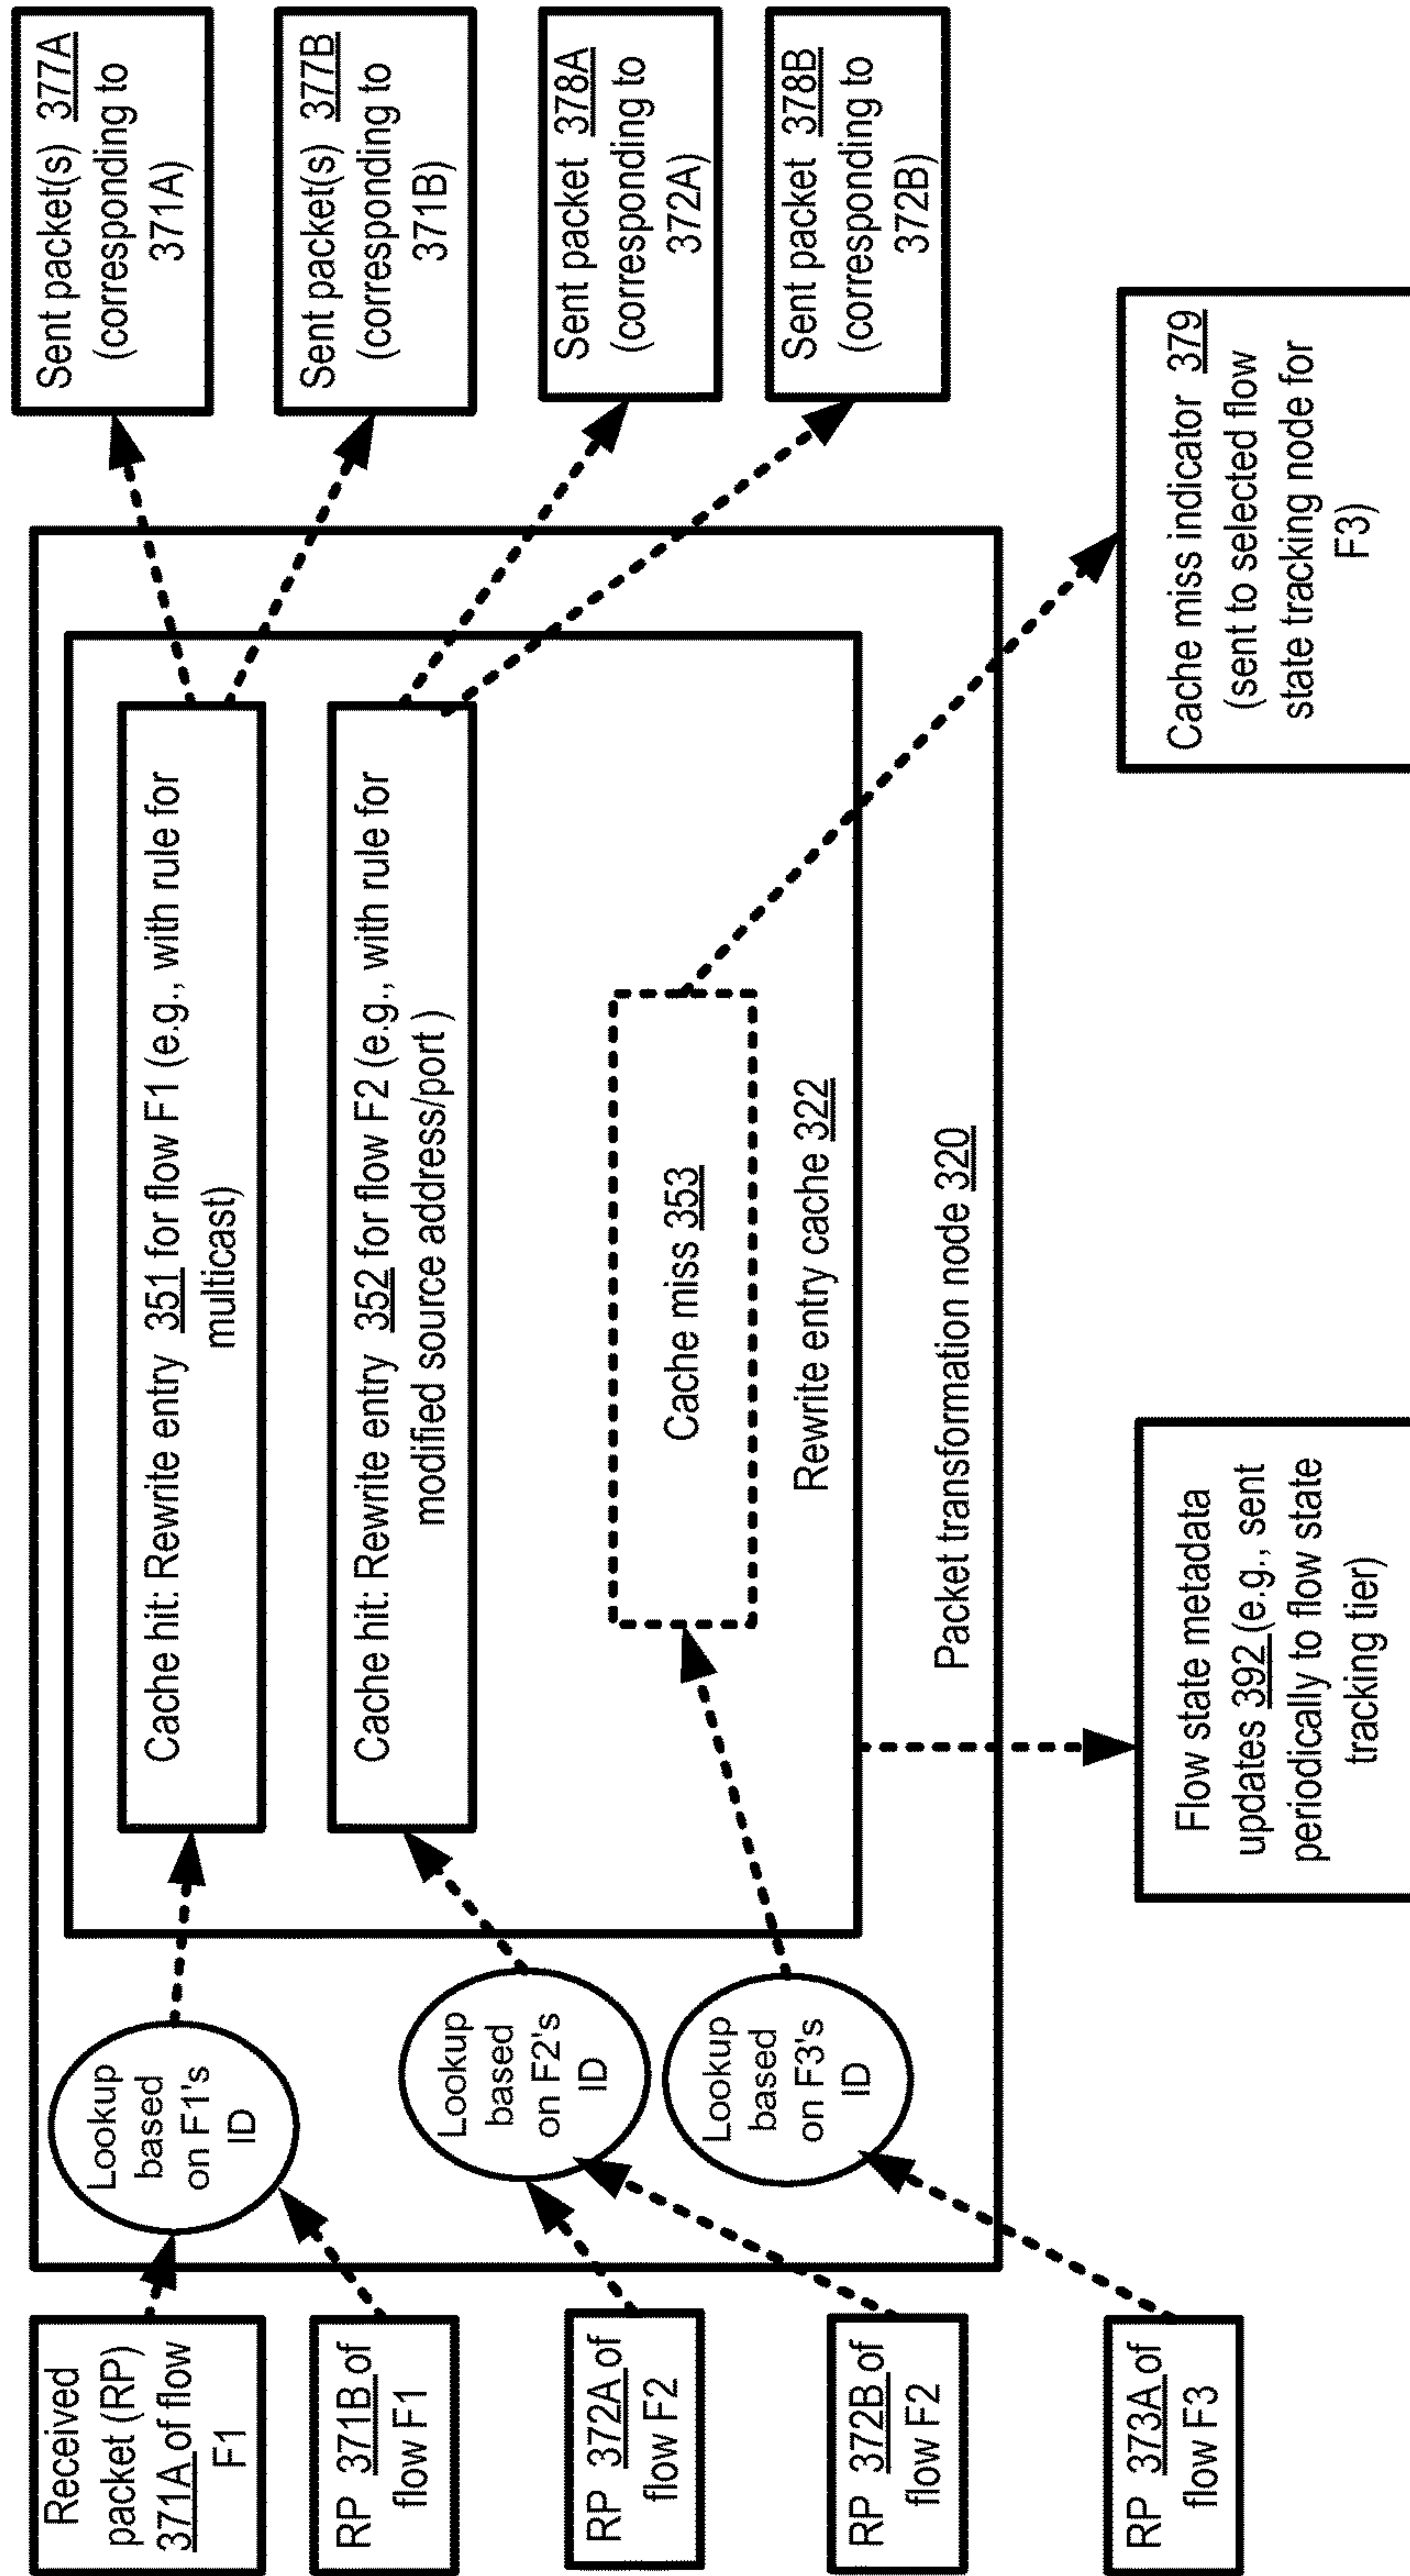 Received
packet (RP)
371A of flow
F1
RP 371B of
flow F1
RP 372A of
flow F2
RP 372B of
flow F2
RP 373A of
flow F3
Lookup
based
on F1's
ID
Lookup
based
on F2's
ID
Lookup
based
on F3's
ID
Cache hit: Rewrite entry 351 for flow F1 (e.g., with rule for
multicast)
Cache hit: Rewrite entry 352 for flow F2 (e.g., with rule for
modified source address/port )
Cache miss 353
Rewrite entry cache 322
Packet transformation node 320
Sent packet(s) 377A
(corresponding to
371A)
Sent packet(s) 377B
(corresponding to
371B)
Sent packet 378A
(corresponding to
372A)
Sent packet 378B
(corresponding to
372B)
Flow state metadata
updates 392 (e.g., sent
periodically to flow state
tracking tier)
Cache miss indicator 379
(sent to selected flow
state tracking node for
F3)